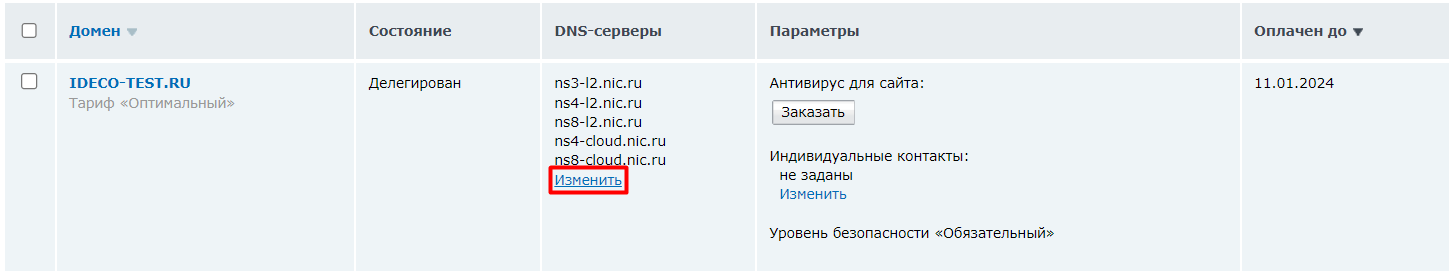 Домен Состояние DNS-серверы Параметры Оплачен до
IDECO-TEST.RU
Тариф «Оптимальный»
Делегирован
ns3-l2.nic.ru
ns4-l2.nic.ru
ns8-l2.nic.ru
ns4-cloud.nic.ru
ns8-cloud.nic.ru
Изменить
Антивирус для сайта:
Заказать
Индивидуальные контакты:
не заданы
Изменить
Уровень безопасности «Обязательный»
11.01.2024